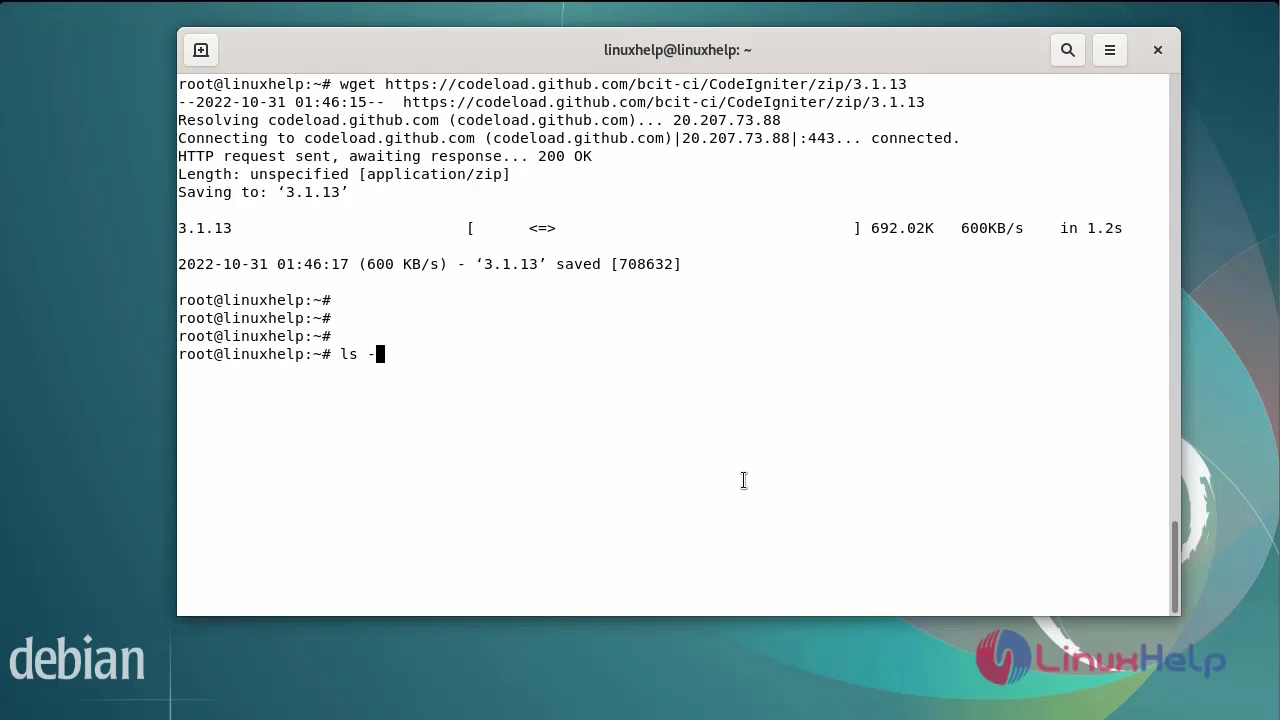 linuxhelp@linuxhelp: ~
root@linuxhelp:~# wget https://codeload.github.com/bcit-ci/CodeIgniter/zip/3.1.13
--2022-10-31 01:46:15--  https://codeload.github.com/bcit-ci/CodeIgniter/zip/3.1.13
Resolving codeload.github.com (codeload.github.com)... 20.207.73.88
Connecting to codeload.github.com (codeload.github.com)|20.207.73.88|:443... connected.
HTTP request sent, awaiting response... 200 OK
Length: unspecified [application/zip]
Saving to: ‘3.1.13’
3.1.13                          [      <=>                                 ] 692.02K   600KB/s    in 1.2s
2022-10-31 01:46:17 (600 KB/s) - ‘3.1.13’ saved [708632]
root@linuxhelp:~#
root@linuxhelp:~#
root@linuxhelp:~#
root@linuxhelp:~# ls -
debian
LinuxHelp